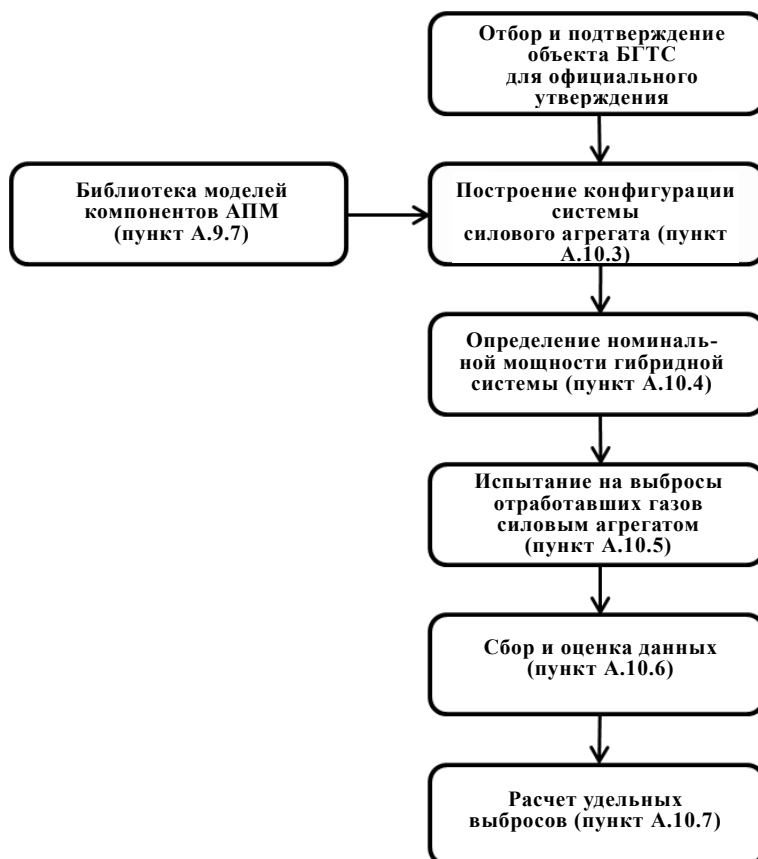 Отбор и подтверждение
объекта БГТС
для официального
утверждения
Библиотека моделей
компонентов АПМ
(пункт А.9.7)
Построение конфигурации
системы
силового агрегата (пункт
А.10.3)
Определение номиналь-
ной мощности гибридной
системы (пункт А.10.4)
Испытание на выбросы
отработавших газов
силовым агрегатом
(пункт А.10.5)
Сбор и оценка данных
(пункт А.10.6)
Расчет удельных
выбросов (пункт А.10.7)